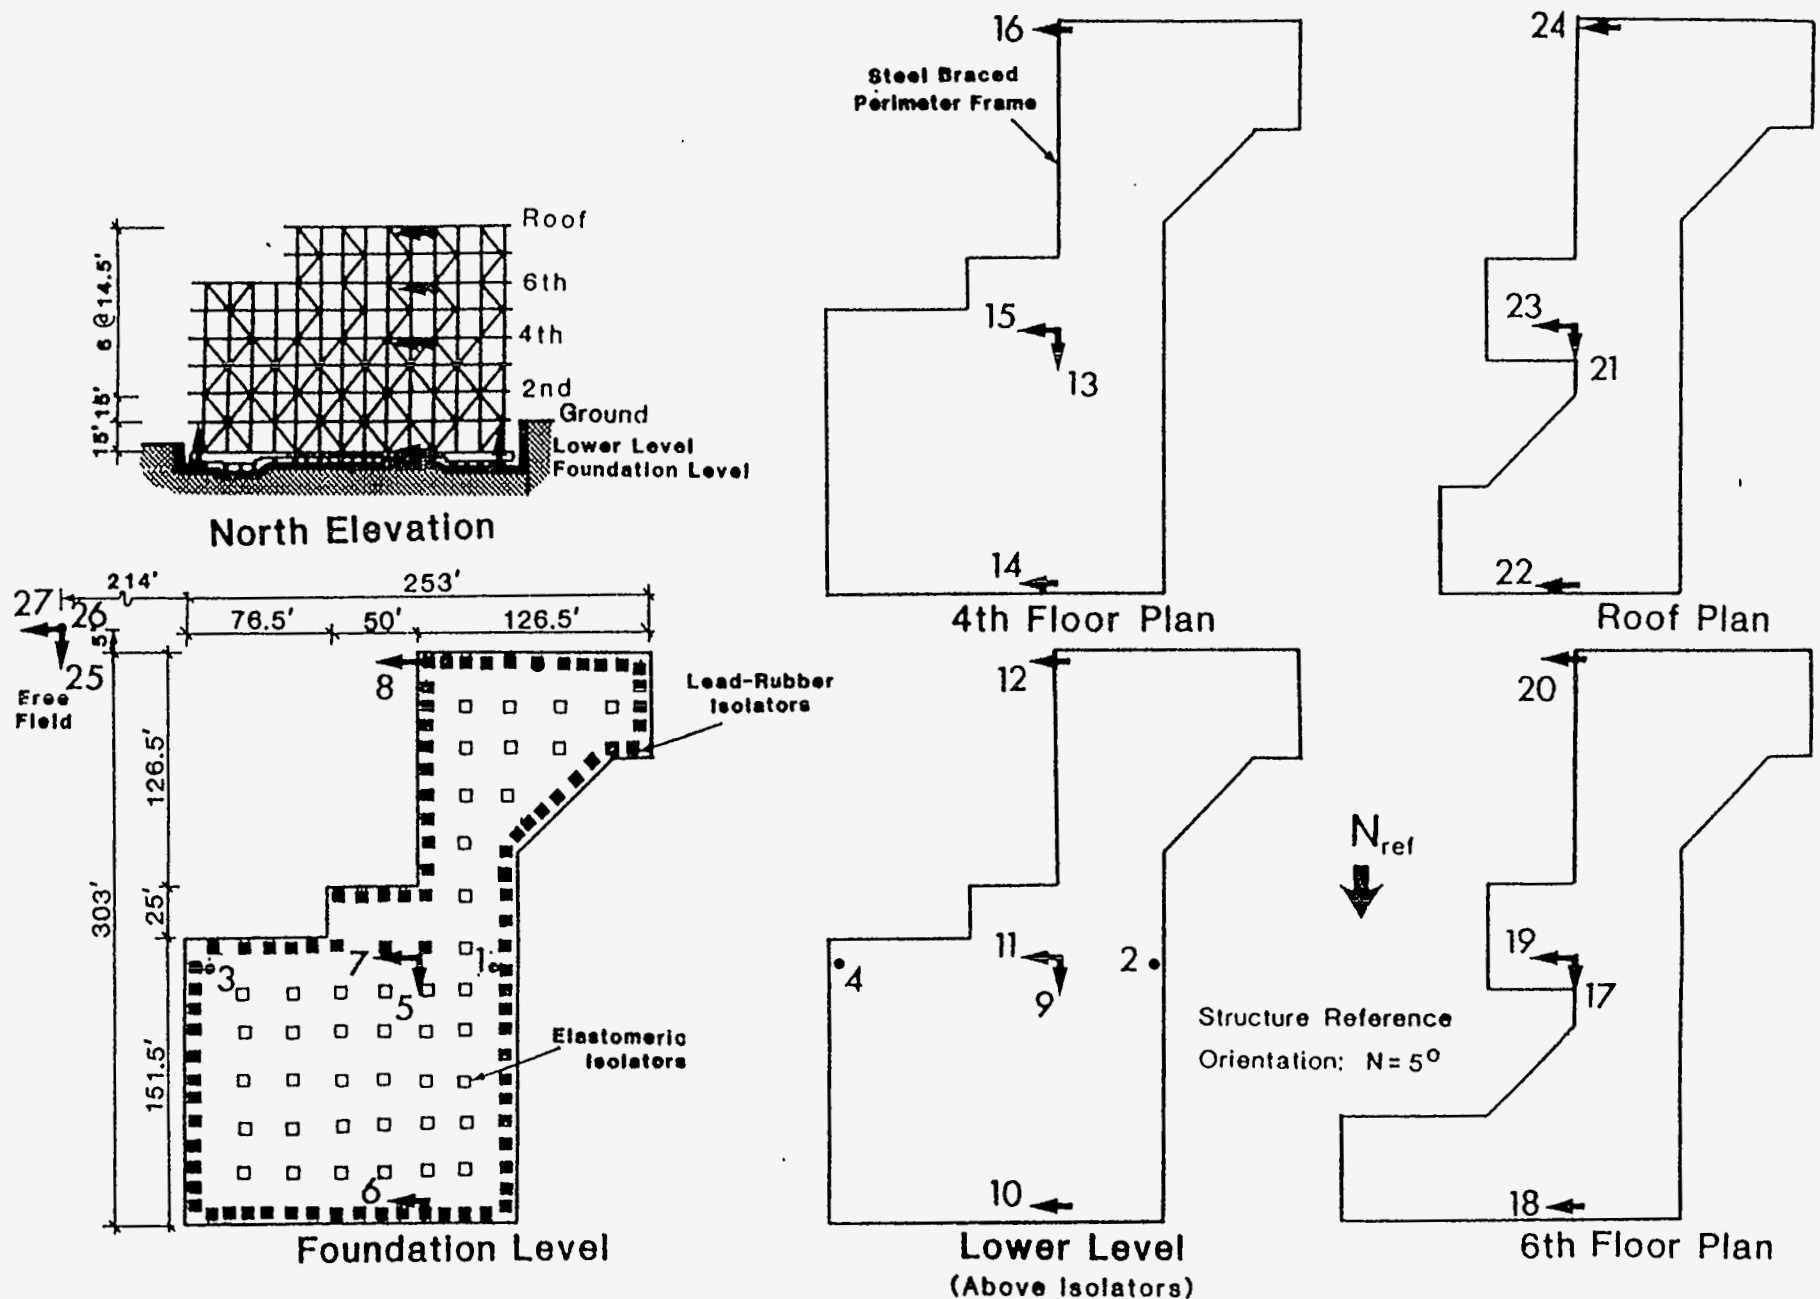 Roof
6th
4th
2nd
Ground
Lower Level
Foundation Level
6 @ 14.5'
15'
15'
North Elevation
16
Steel Braced
Perimeter Frame
15
13
14
4th Floor Plan
24
23
21
22
Roof Plan
214'
253'
76.5'
50'
126.5'
27
26
25
5'
Free
Field
303'
126.5'
25'
151.5'
8
Lead-Rubber
Isolators
3
7
5
1
Elastomeric
Isolators
6
Foundation Level
12
11
9
4
2
10
Lower Level
(Above Isolators)
Nref
Structure Reference
Orientation: N= 5°
20
19
17
18
6th Floor Plan